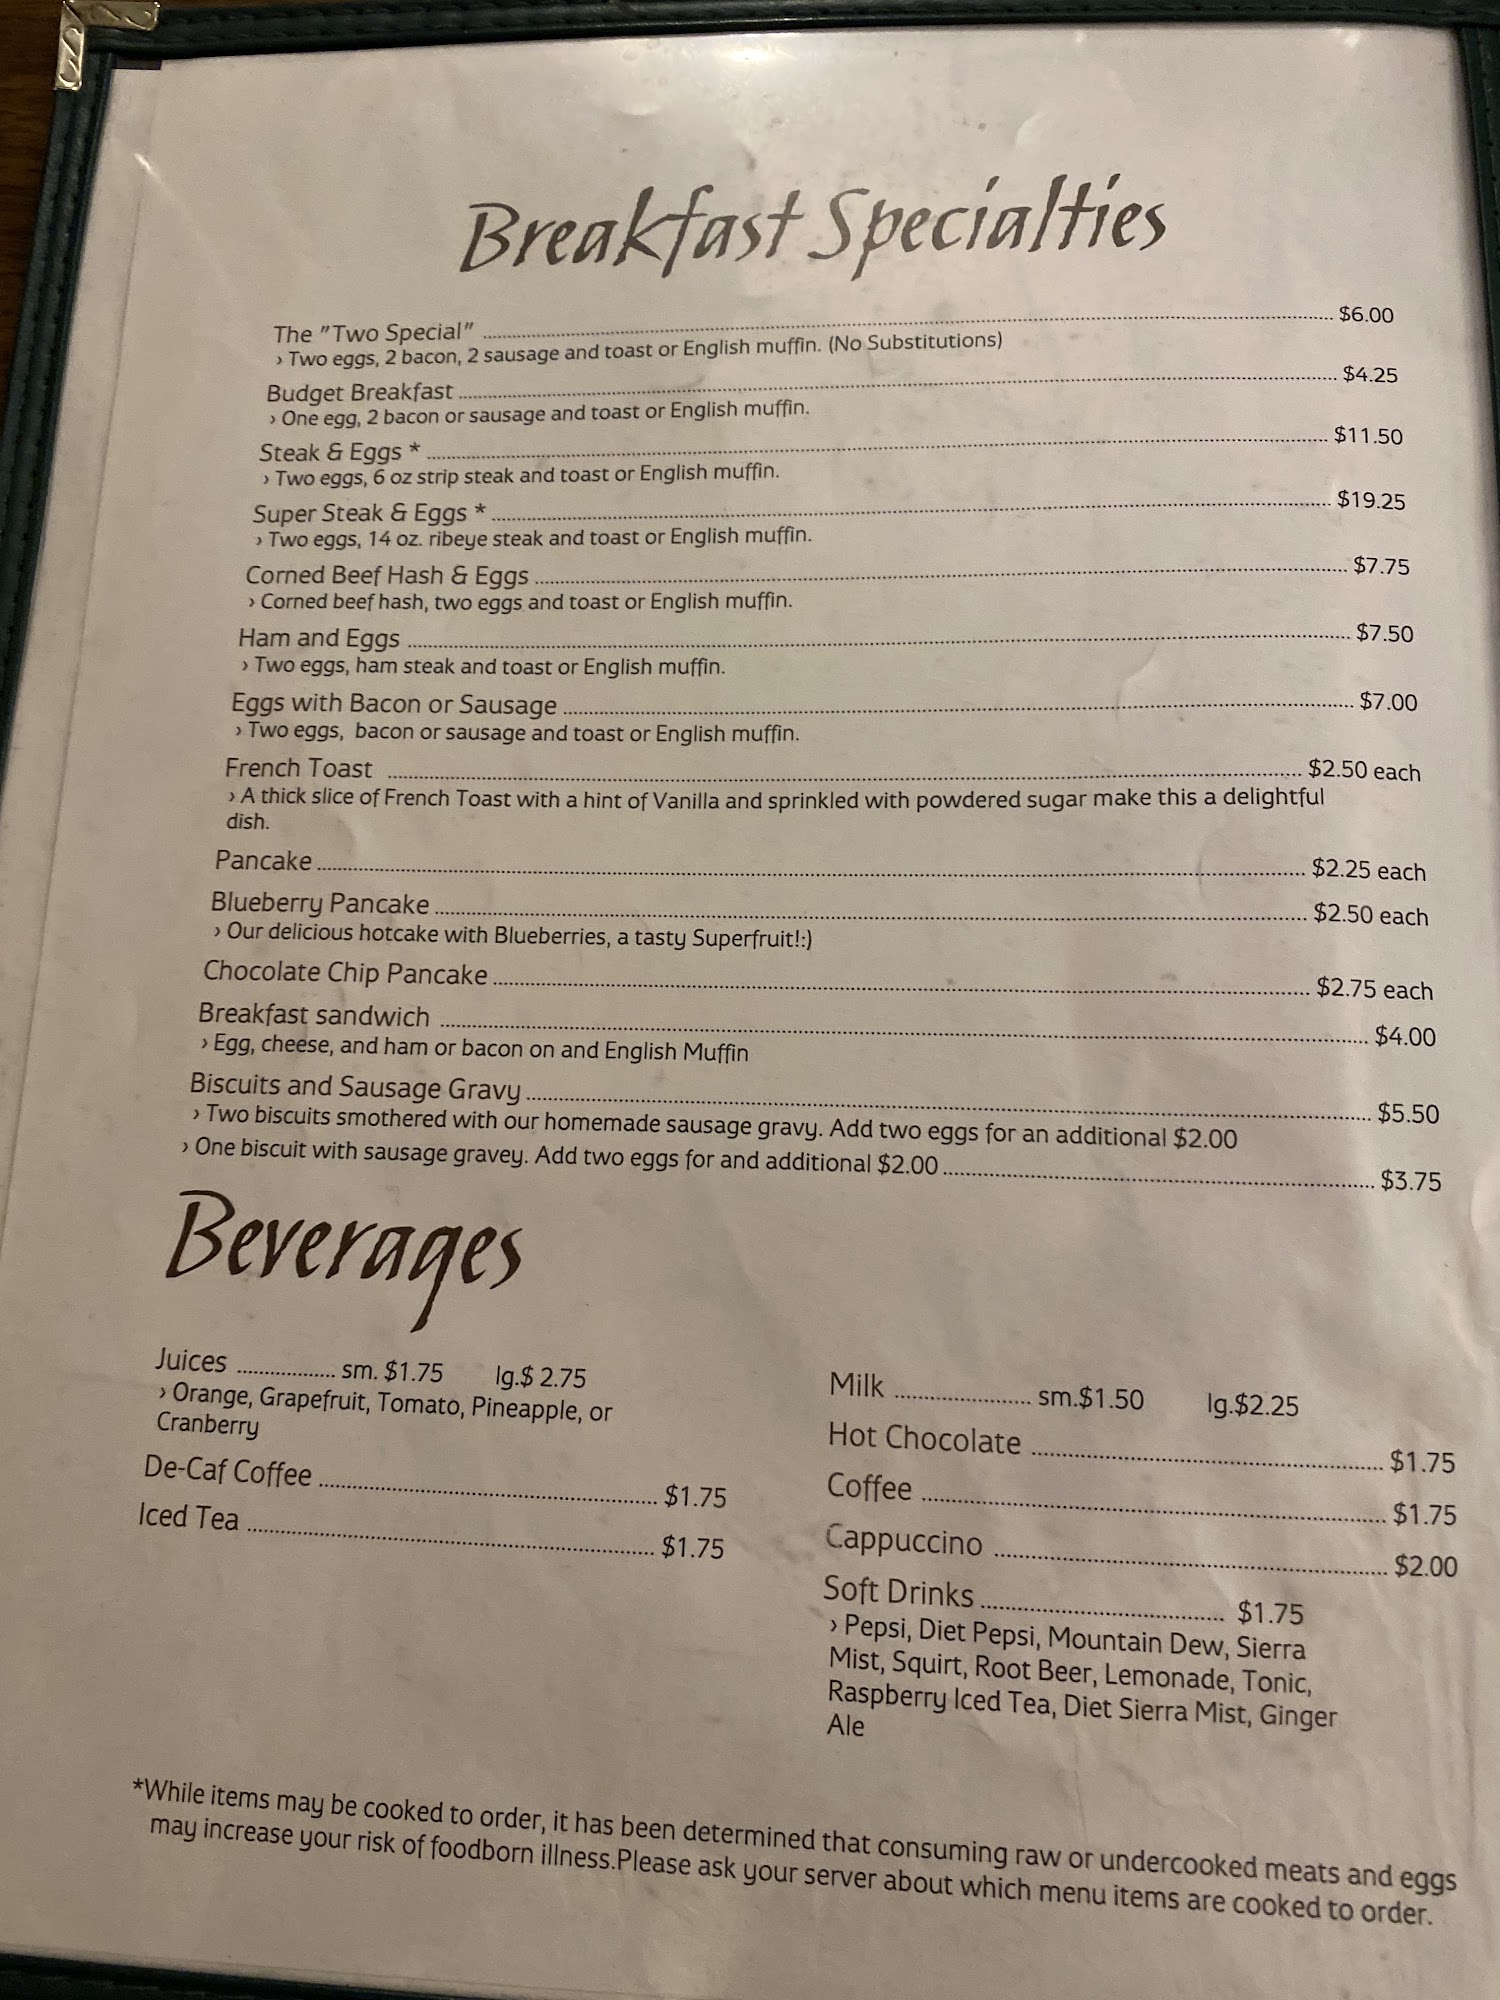 Breakfast Specialties
The "Two Special" $6.00
› Two eggs, 2 bacon, 2 sausage and toast or English muffin. (No Substitutions)
Budget Breakfast $4.25
› One egg, 2 bacon or sausage and toast or English muffin.
Steak & Eggs * $11.50
› Two eggs, 6 oz strip steak and toast or English muffin.
Super Steak & Eggs * $19.25
› Two eggs, 14 oz. ribeye steak and toast or English muffin.
Corned Beef Hash & Eggs $7.75
› Corned beef hash, two eggs and toast or English muffin.
Ham and Eggs $7.50
› Two eggs, ham steak and toast or English muffin.
Eggs with Bacon or Sausage $7.00
› Two eggs, bacon or sausage and toast or English muffin.
French Toast $2.50 each
› A thick slice of French Toast with a hint of Vanilla and sprinkled with powdered sugar make this a delightful
dish.
Pancake $2.25 each
Blueberry Pancake $2.50 each
› Our delicious hotcake with Blueberries, a tasty Superfruit!:)
Chocolate Chip Pancake $2.75 each
Breakfast sandwich $4.00
› Egg, cheese, and ham or bacon on and English Muffin
Biscuits and Sausage Gravy $5.50
› Two biscuits smothered with our homemade sausage gravy. Add two eggs for an additional $2.00
› One biscuit with sausage gravey. Add two eggs for and additional $2.00 $3.75
Beverages
Juices sm. $1.75 lg.$ 2.75
› Orange, Grapefruit, Tomato, Pineapple, or
Cranberry
De-Caf Coffee $1.75
Iced Tea $1.75
Milk sm.$1.50 lg.$2.25
Hot Chocolate $1.75
Coffee $1.75
Cappuccino $2.00
Soft Drinks $1.75
› Pepsi, Diet Pepsi, Mountain Dew, Sierra
Mist, Squirt, Root Beer, Lemonade, Tonic,
Raspberry Iced Tea, Diet Sierra Mist, Ginger
Ale
*While items may be cooked to order, it has been determined that consuming raw or undercooked meats and eggs
may increase your risk of foodborn illness.Please ask your server about which menu items are cooked to order.